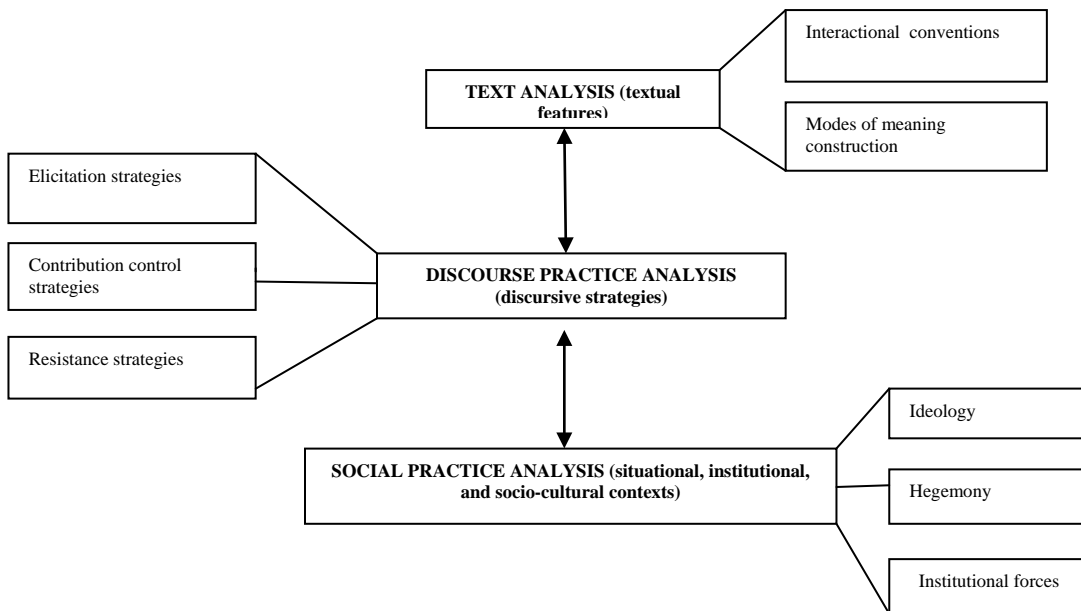 Interactional conventions
TEXT ANALYSIS (textual
features)
Modes of meaning
construction
Elicitation strategies
Contribution control
strategies
Resistance strategies
DISCOURSE PRACTICE ANALYSIS
(discursive strategies)
SOCIAL PRACTICE ANALYSIS (situational, institutional,
and socio-cultural contexts)
Ideology
Hegemony
Institutional forces